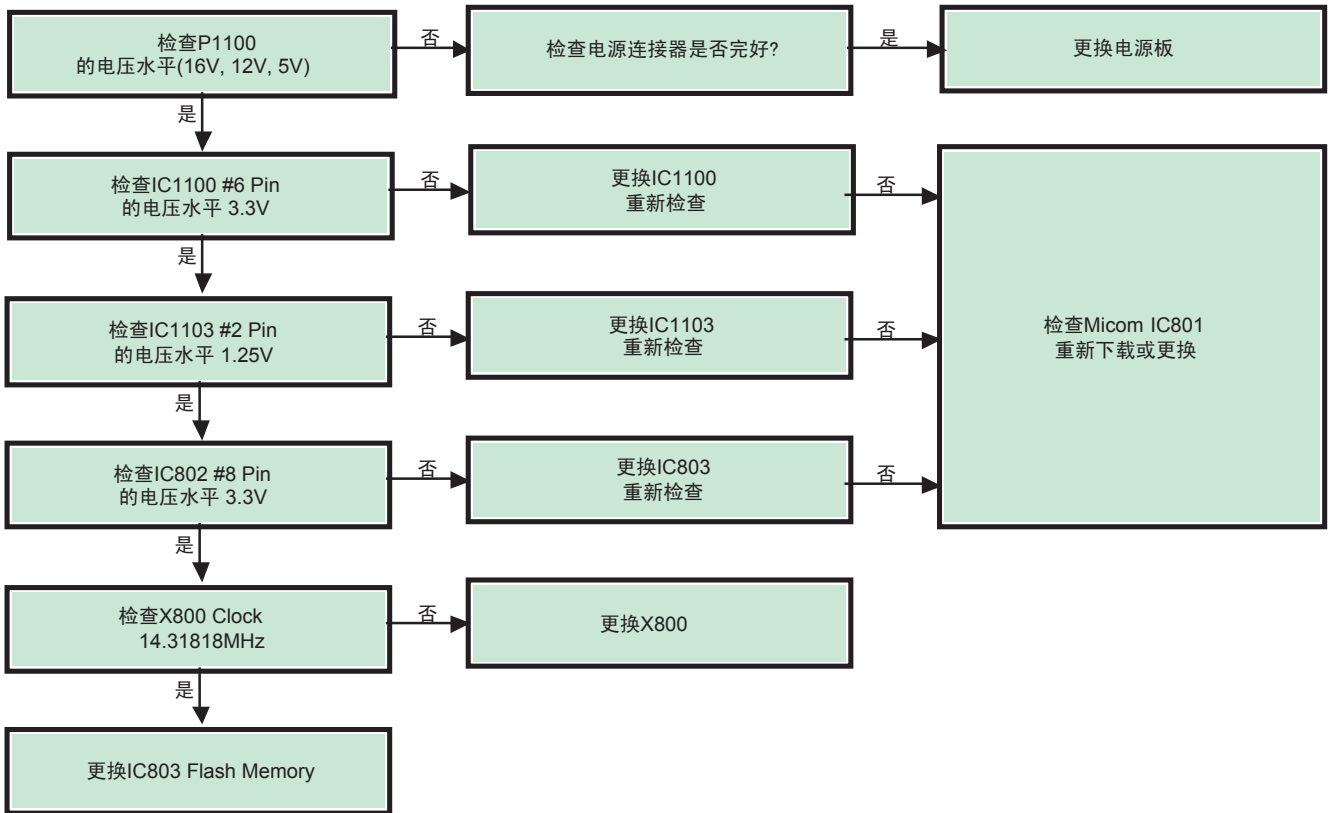 检查P1100
的电压水平(16V, 12V, 5V)
否
检查电源连接器是否完好?
是
更换电源板
是
检查IC1100 #6 Pin
的电压水平 3.3V
否
更换IC1100
重新检查
否
是
检查IC1103 #2 Pin
的电压水平 1.25V
否
更换IC1103
重新检查
否
检查Micom IC801
重新下载或更换
是
检查IC802 #8 Pin
的电压水平 3.3V
否
更换IC803
重新检查
否
是
检查X800 Clock
14.31818MHz
否
更换X800
是
更换IC803 Flash Memory